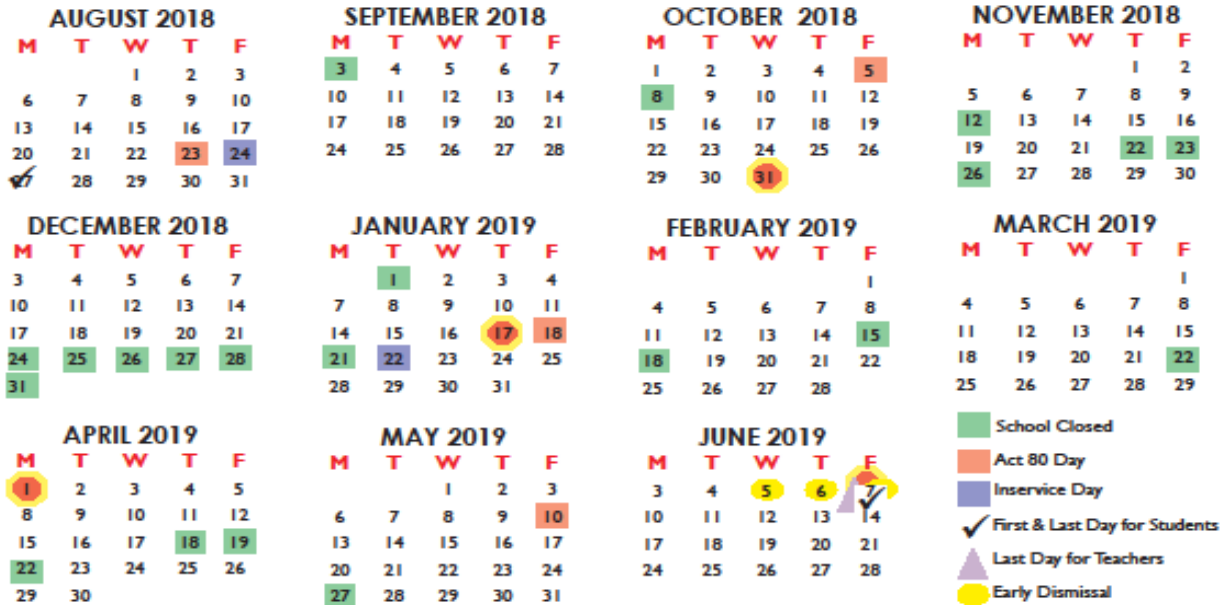 AUGUST 2018
M T W T F
1 2 3
6 7 8 9 10
13 14 15 16 17
20 21 22 23 24
27 28 29 30 31
SEPTEMBER 2018
M T W T F
3 4 5 6 7
10 11 12 13 14
17 18 19 20 21
24 25 26 27 28
OCTOBER 2018
M T W T F
1 2 3 4 5
8 9 10 11 12
15 16 17 18 19
22 23 24 25 26
29 30 31
NOVEMBER 2018
M T W T F
1 2
5 6 7 8 9
12 13 14 15 16
19 20 21 22 23
26 27 28 29 30
DECEMBER 2018
M T W T F
3 4 5 6 7
10 11 12 13 14
17 18 19 20 21
24 25 26 27 28
31
JANUARY 2019
M T W T F
1 2 3 4
7 8 9 10 11
14 15 16 17 18
21 22 23 24 25
28 29 30 31
FEBRUARY 2019
M T W T F
1
4 5 6 7 8
11 12 13 14 15
18 19 20 21 22
25 26 27 28
MARCH 2019
M T W T F
1
4 5 6 7 8
11 12 13 14 15
18 19 20 21 22
25 26 27 28 29
APRIL 2019
M T W T F
1 2 3 4 5
8 9 10 11 12
15 16 17 18 19
22 23 24 25 26
29 30
MAY 2019
M T W T F
1 2 3
6 7 8 9 10
13 14 15 16 17
20 21 22 23 24
27 28 29 30 31
JUNE 2019
M T W T F
3 4 5 6 7
10 11 12 13 14
17 18 19 20 21
24 25 26 27 28
School Closed
Act 80 Day
Inservice Day
First & Last Day for Students
Last Day for Teachers
Early Dismissal